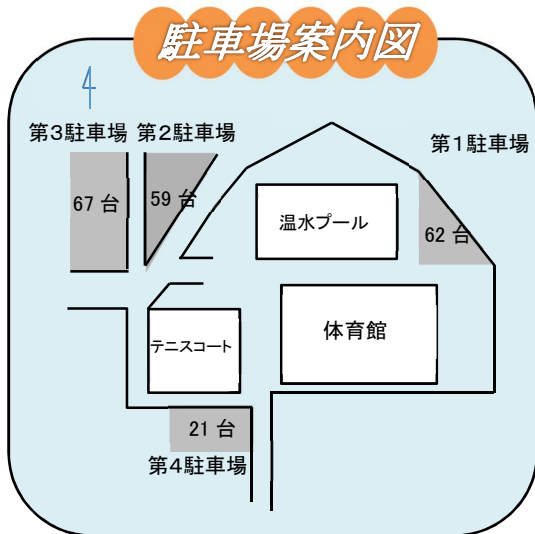 駐車場案内図
第3駐車場 第2駐車場
第1駐車場
67 台
59 台
温水プール
62 台
体育館
テニスコート
21 台
第4駐車場